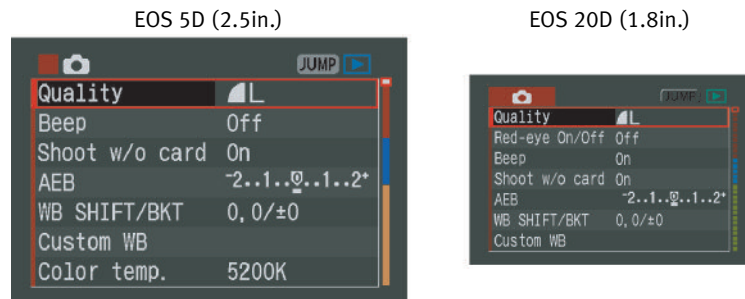 EOS 5D (2.5in.)
JUMP
Quality L
Beep Off
Shoot w/o card On
AEB -2..1..0..1..2+
WB SHIFT/BKT 0,0/±0
Custom WB
Color temp. 5200K
EOS 20D (1.8in.)
JUMP
Quality L
Red-eye On/Off Off
Beep On
Shoot w/o card On
AEB -2..1..0..1..2+
WB SHIFT/BKT 0,0/±0
Custom WB